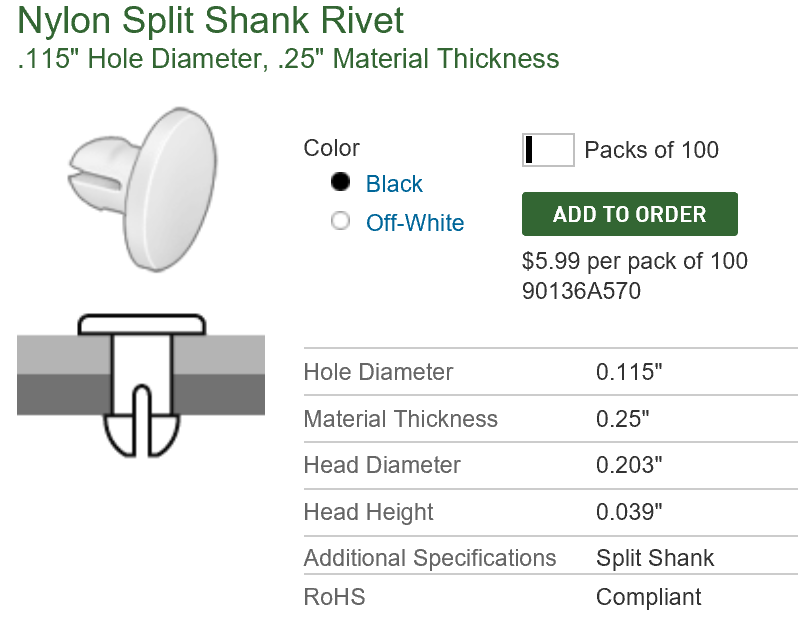 Nylon Split Shank Rivet
.115" Hole Diameter, .25" Material Thickness
Color
Black
Off-White
Packs of 100
ADD TO ORDER
$5.99 per pack of 100
90136A570
Hole Diameter 0.115"
Material Thickness 0.25"
Head Diameter 0.203"
Head Height 0.039"
Additional Specifications Split Shank
RoHS Compliant